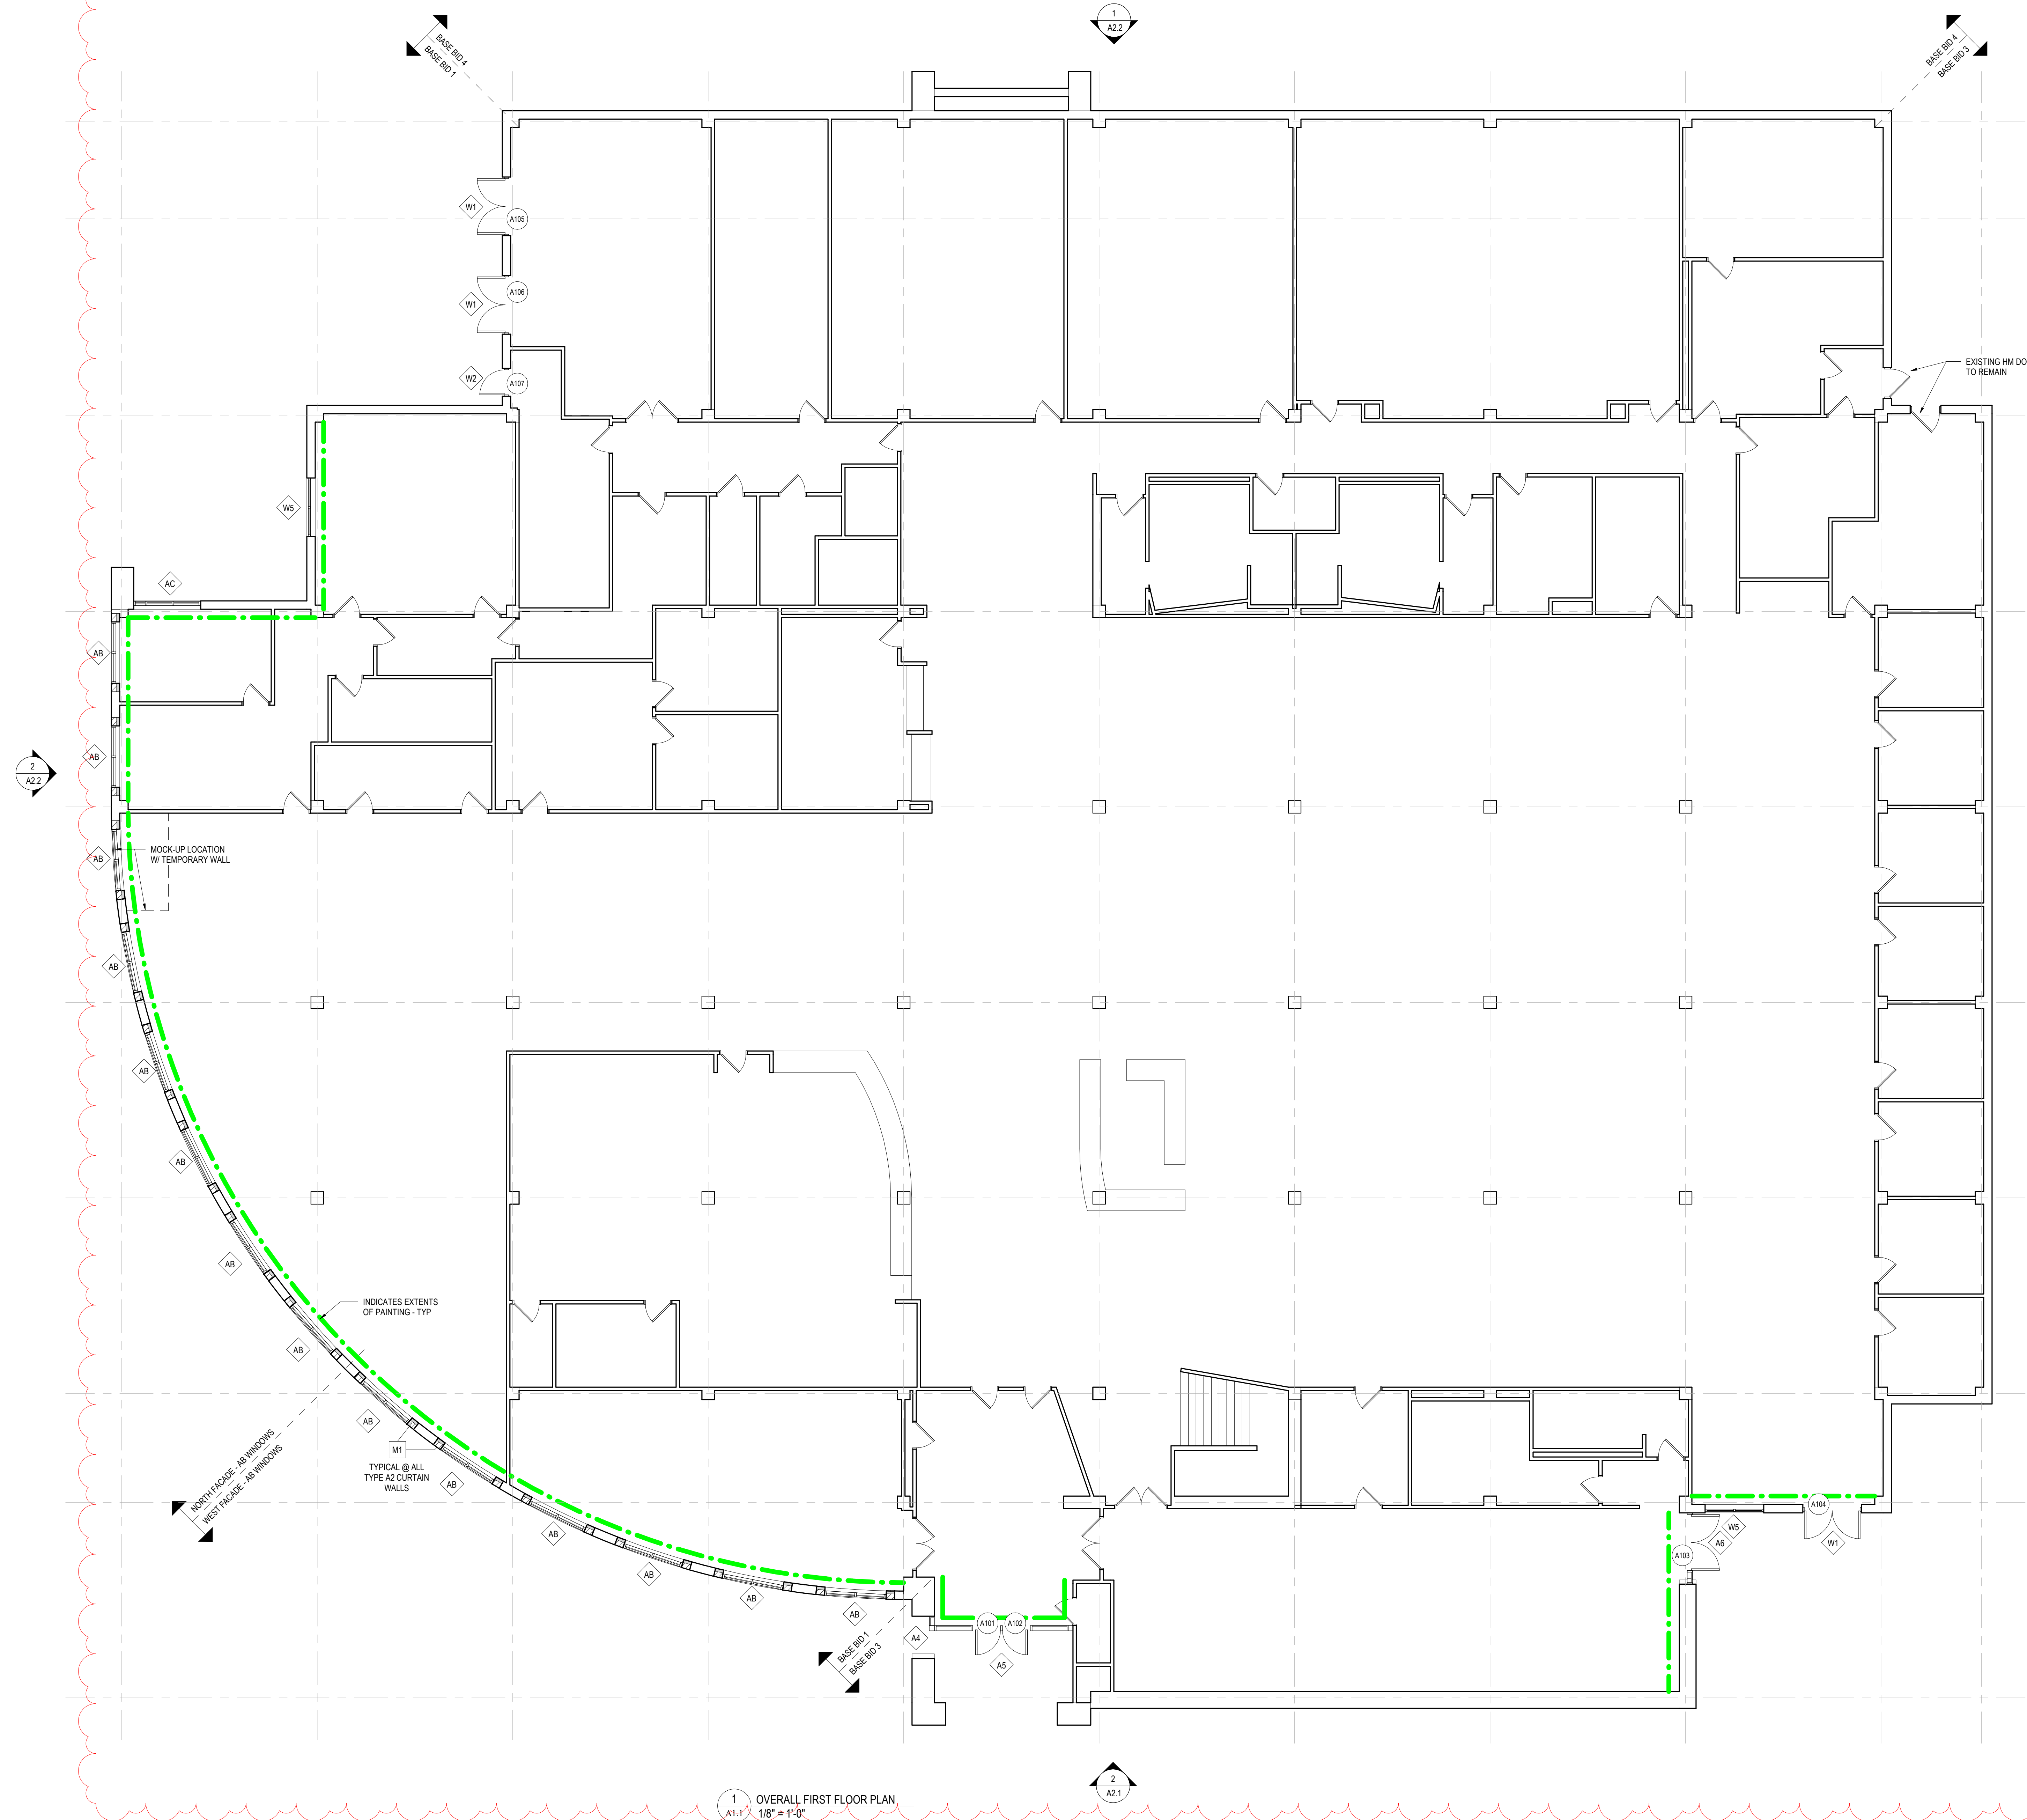 1
A2.2
BASE BID 4
BASE BID 1
BASE BID 4
BASE BID 3
W1
A105
W1
A106
EXISTING HM DO
TO REMAIN
W2
A107
W5
AC
AB
AB
2
A2.2
MOCK-UP LOCATION
W/ TEMPORARY WALL
AB
AB
AB
AB
AB
INDICATES EXTENTS
OF PAINTING - TYP
AB
AB
M1
TYPICAL @ ALL
TYPE A2 CURTAIN
WALLS
NORTH FACADE - AB WINDOWS
WEST FACADE - AB WINDOWS
AB
AB
AB
AB
AB
A104
W5
A6
W1
A103
A101
A102
A4
A5
BASE BID 1
BASE BID 3
2
A2.1
1
A1.1
OVERALL FIRST FLOOR PLAN
1/8" = 1'-0"